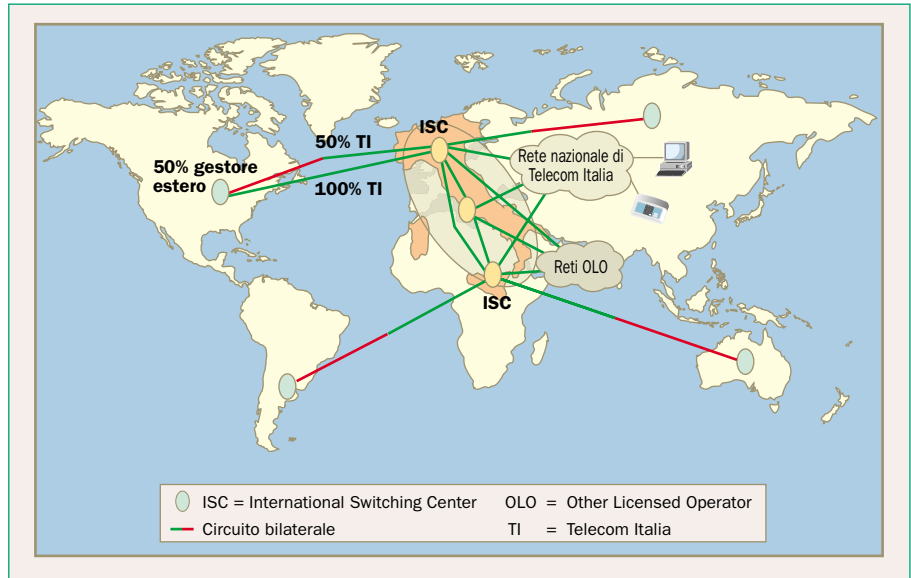 ISC
50% TI
50% gestore
estero
100% TI
Rete nazionale di
Telecom Italia
Reti OLO
ISC
ISC = International Switching Center
OLO = Other Licensed Operator
Circuito bilaterale
TI = Telecom Italia